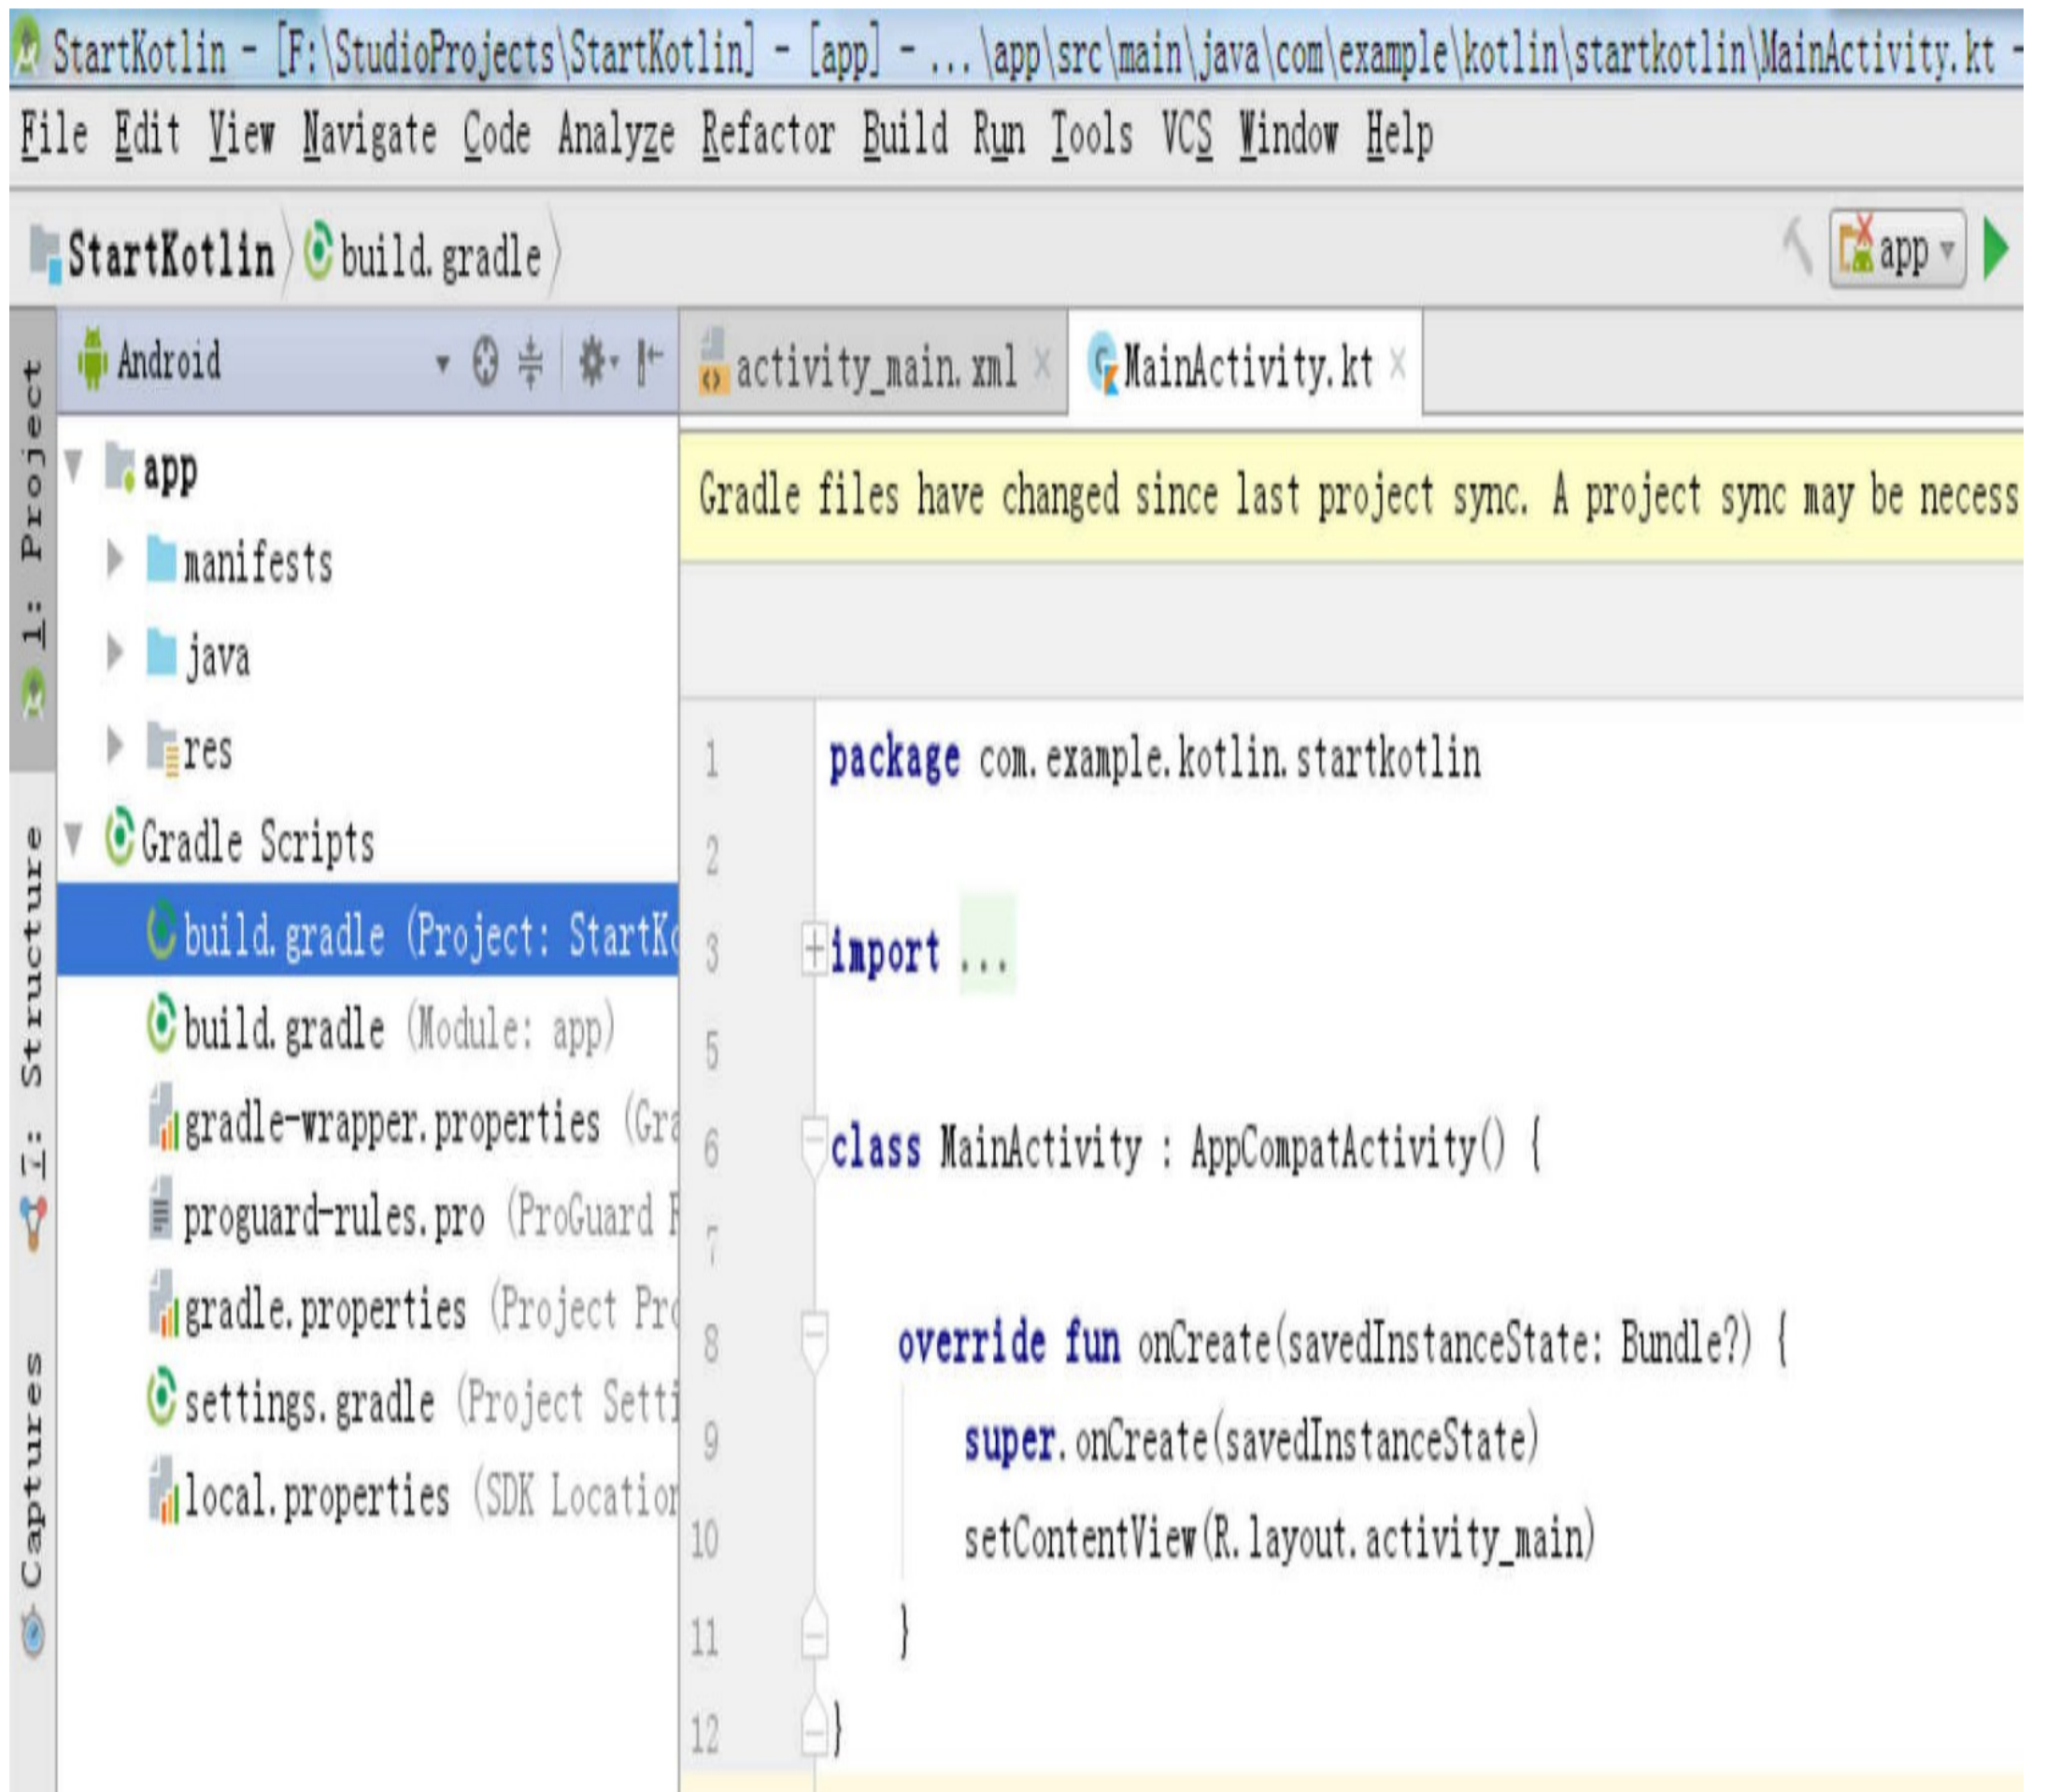 StartKotlin - [F:\StudioProjects\StartKotlin] - [app] - ...\app\src\main\java\com\example\kotlin\startkotlin\MainActivity.kt -
File Edit View Navigate Code Analyze Refactor Build Run Tools VCS Window Help
StartKotlin build.gradle app
1: Project
7: Structure
Captures
Android
app
manifests
java
res
Gradle Scripts
build.gradle (Project: StartKo
build.gradle (Module: app)
gradle-wrapper.properties (Gra
proguard-rules.pro (ProGuard R
gradle.properties (Project Pro
settings.gradle (Project Setti
local.properties (SDK Location
activity_main.xml MainActivity.kt
Gradle files have changed since last project sync. A project sync may be necess
1 package com.example.kotlin.startkotlin
2
3 import ...
5
6 class MainActivity : AppCompatActivity() {
7
8 override fun onCreate(savedInstanceState: Bundle?) {
9 super.onCreate(savedInstanceState)
10 setContentView(R.layout.activity_main)
11 }
12 }